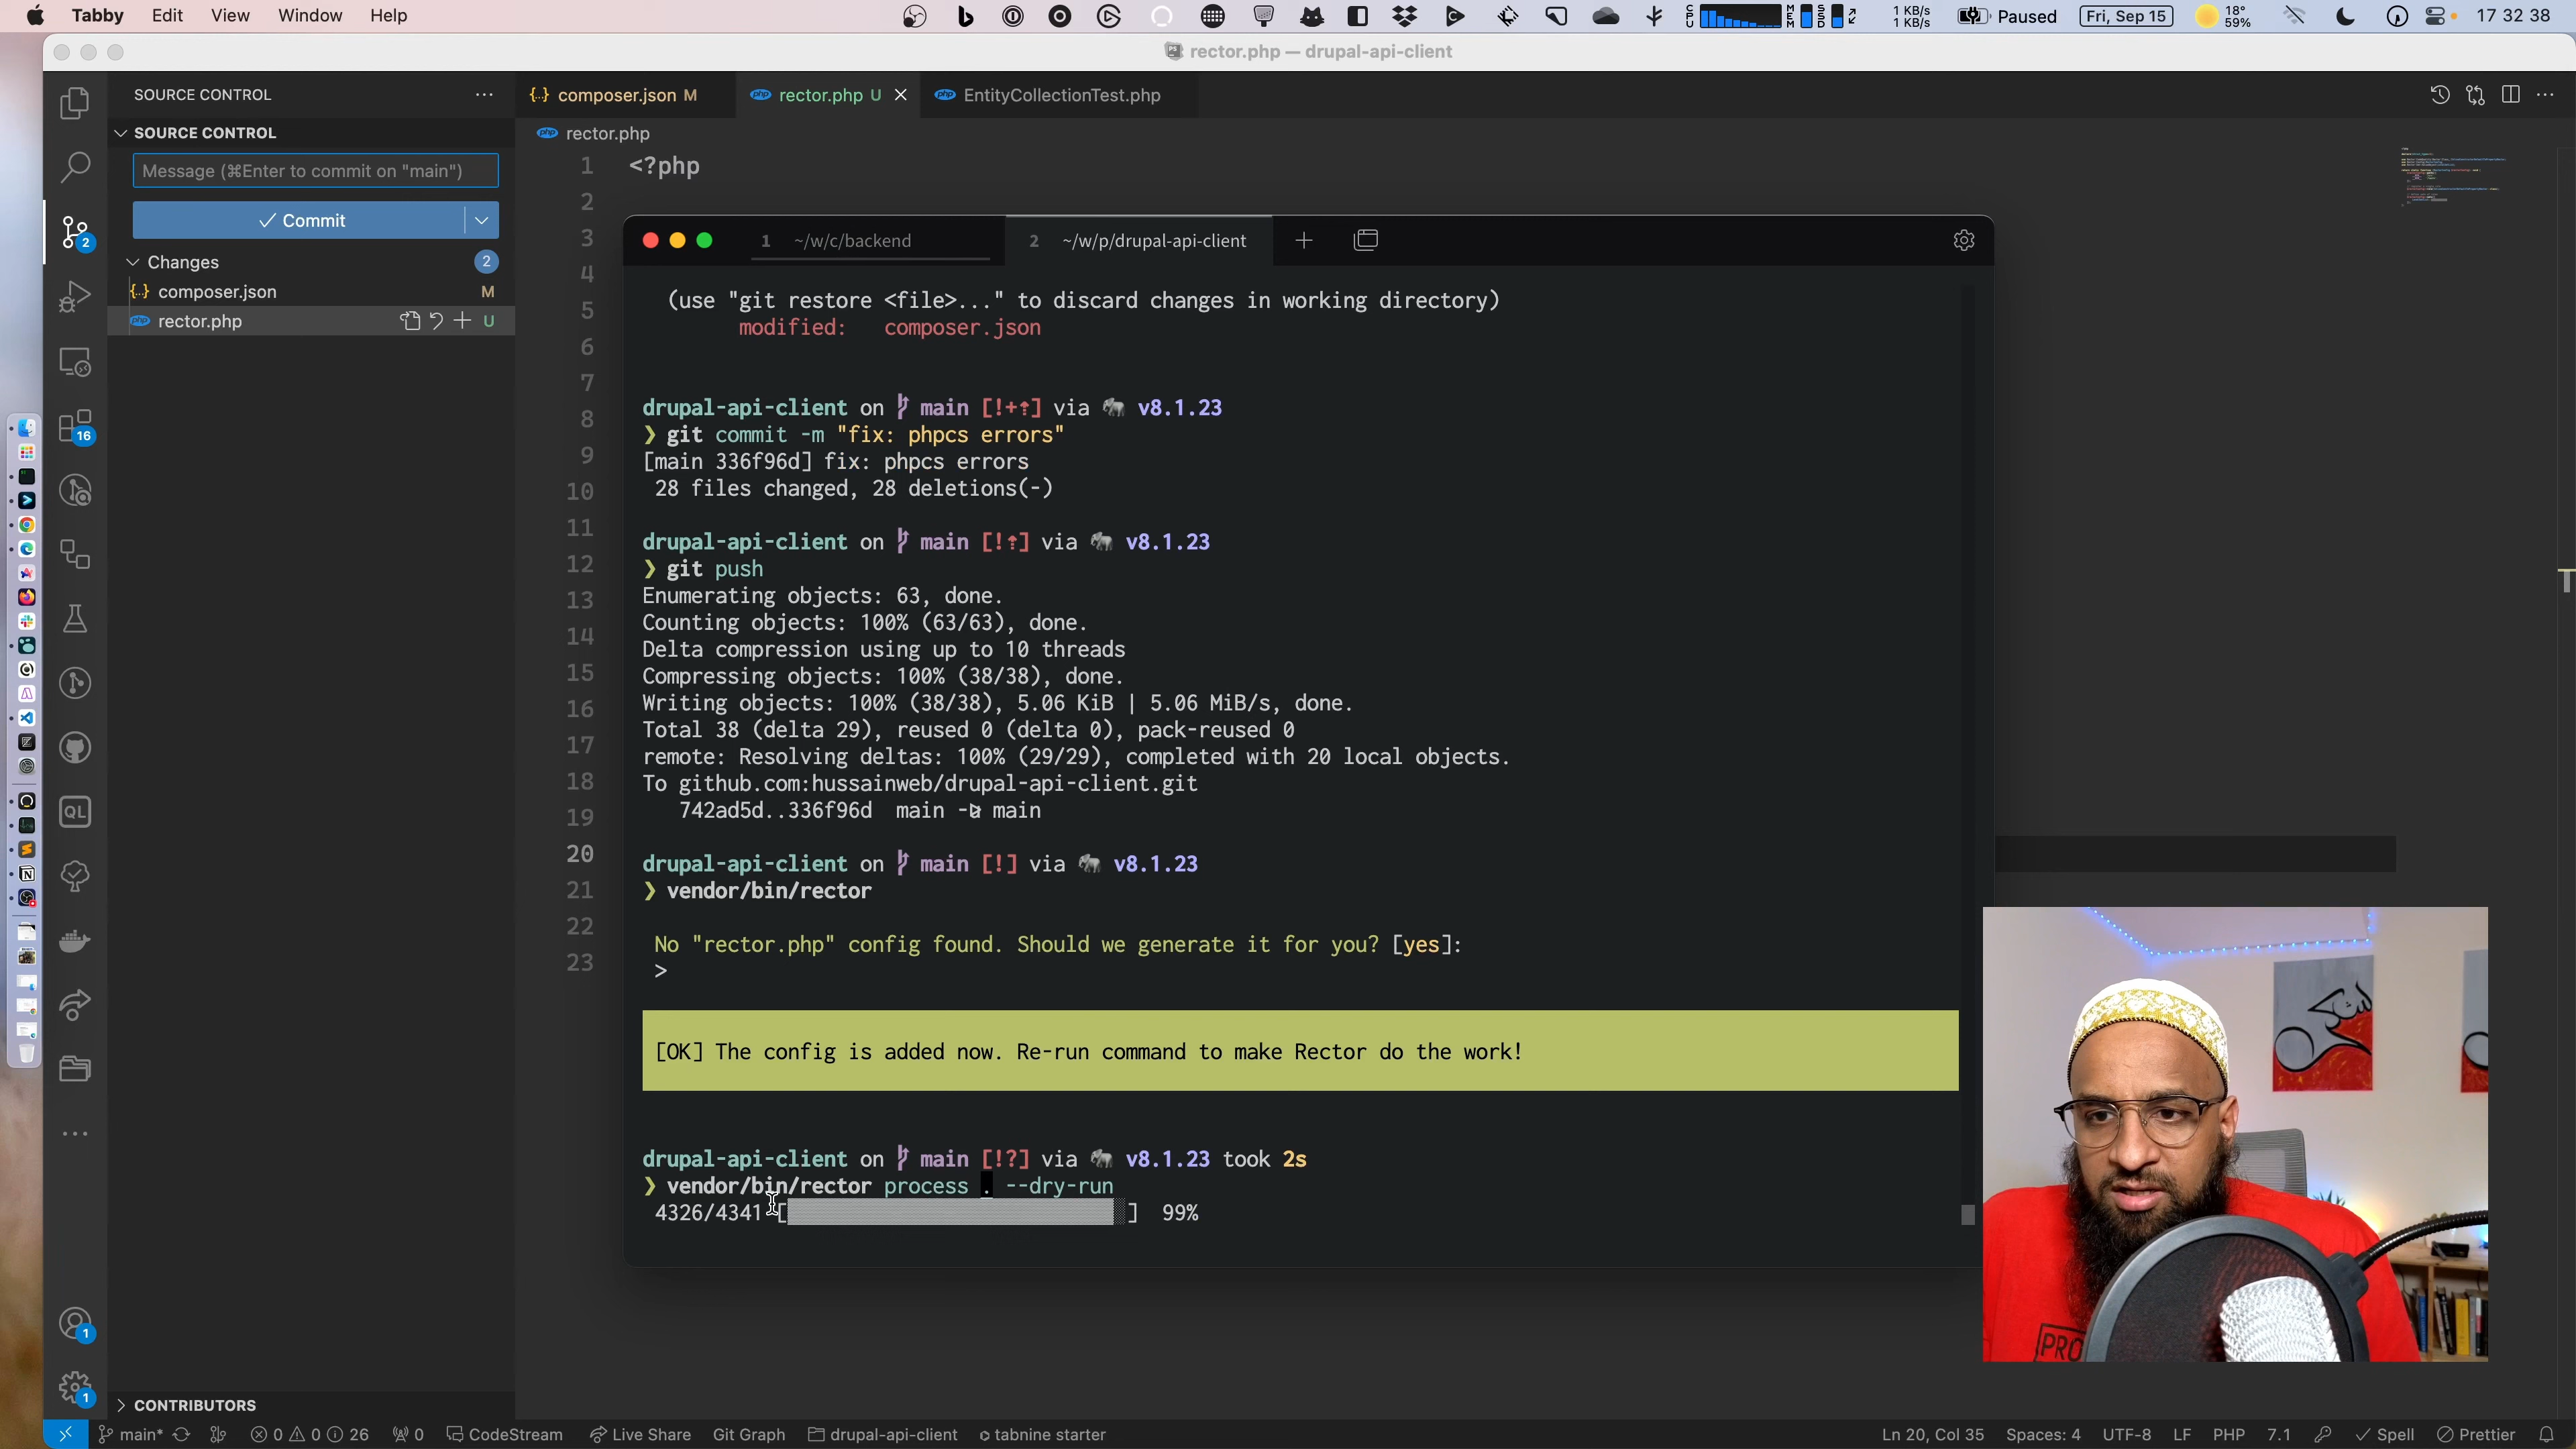 Tabby Edit View Window Help
1 KB/s
1 KB/s
Paused
Fri, Sep 15
18°
59%
17 32 38
rector.php — drupal-api-client
SOURCE CONTROL
SOURCE CONTROL
Message (⌘Enter to commit on "main")
Commit
Changes 2
{..} composer.json M
php rector.php U
2
16
QL
1
1
CONTRIBUTORS
{..} composer.json M
php rector.php U
php EntityCollectionTest.php
php rector.php
1 <?php
2
3
4
5
6
7
8
9
10
11
12
13
14
15
16
17
18
19
20
21
22
23
1 ~/w/c/backend
2 ~/w/p/drupal-api-client
(use "git restore <file>..." to discard changes in working directory)
modified: composer.json
drupal-api-client on main [!+⇡] via 🐘 v8.1.23
❯ git commit -m "fix: phpcs errors"
[main 336f96d] fix: phpcs errors
28 files changed, 28 deletions(-)
drupal-api-client on main [!⇡] via 🐘 v8.1.23
❯ git push
Enumerating objects: 63, done.
Counting objects: 100% (63/63), done.
Delta compression using up to 10 threads
Compressing objects: 100% (38/38), done.
Writing objects: 100% (38/38), 5.06 KiB | 5.06 MiB/s, done.
Total 38 (delta 29), reused 0 (delta 0), pack-reused 0
remote: Resolving deltas: 100% (29/29), completed with 20 local objects.
To github.com:hussainweb/drupal-api-client.git
742ad5d..336f96d main -> main
drupal-api-client on main [!] via 🐘 v8.1.23
❯ vendor/bin/rector
No "rector.php" config found. Should we generate it for you? [yes]:
>
[OK] The config is added now. Re-run command to make Rector do the work!
drupal-api-client on main [!?] via 🐘 v8.1.23 took 2s
❯ vendor/bin/rector process . --dry-run
4326/4341 [ ] 99%
PRO
main* 0 0 26 0 CodeStream Live Share Git Graph drupal-api-client tabnine starter
Ln 20, Col 35 Spaces: 4 UTF-8 LF PHP 7.1 Spell Prettier